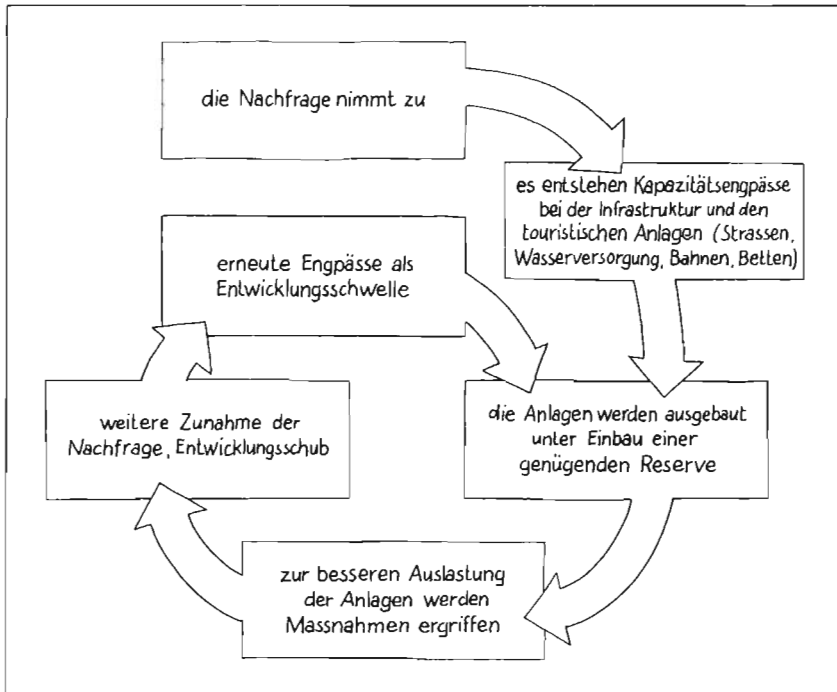 die Nachfrage nimmt zu
es entstehen Kapazitätsengpässe
bei der Infrastruktur und den
touristischen Anlagen (Strassen,
Wasserversorgung, Bahnen, Betten)
die Anlagen werden ausgebaut
unter Einbau einer
genügenden Reserve
zur besseren Auslastung
der Anlagen werden
Massnahmen ergriffen
weitere Zunahme der
Nachfrage, Entwicklungsschub
erneute Engpässe als
Entwicklungsschwelle